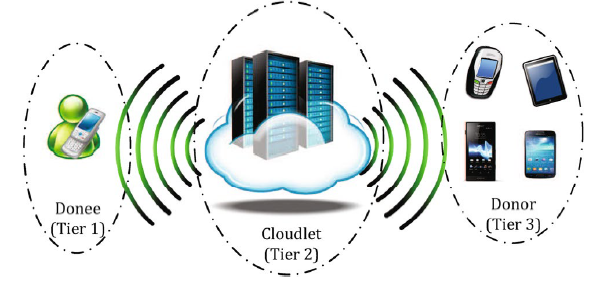 Donee
(Tier 1)
Cloudlet
(Tier 2)
Donor
(Tier 3)